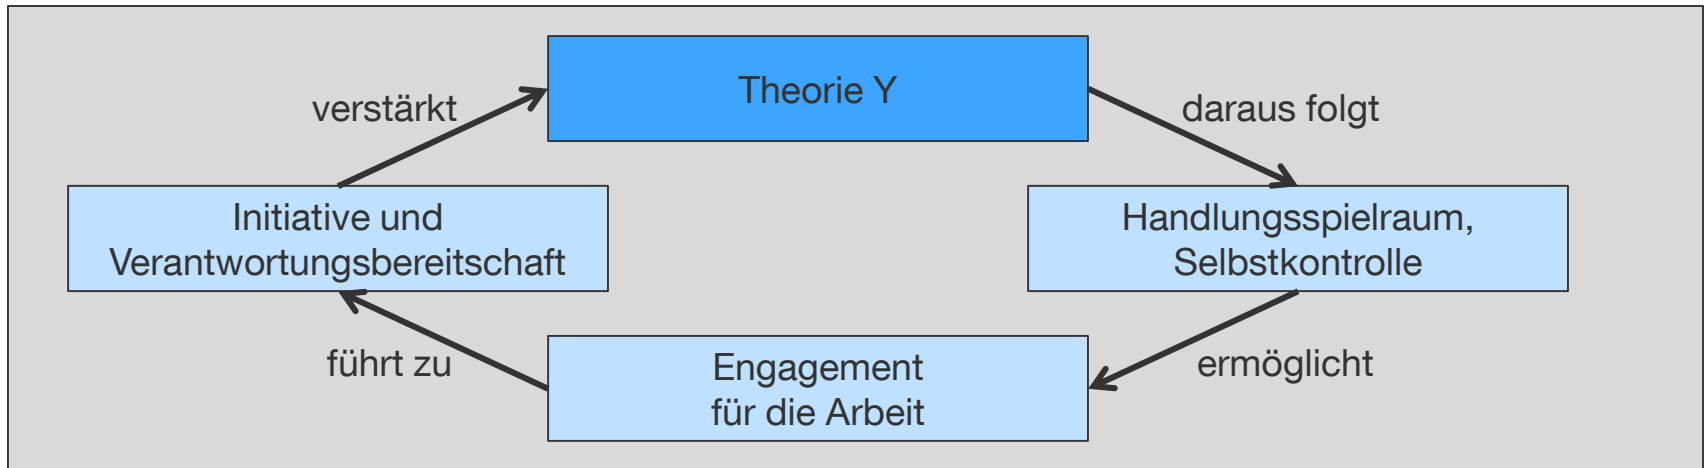 Theorie Y
verstärkt
daraus folgt
Initiative und
Verantwortungsbereitschaft
Handlungsspielraum,
Selbstkontrolle
führt zu
Engagement
für die Arbeit
ermöglicht